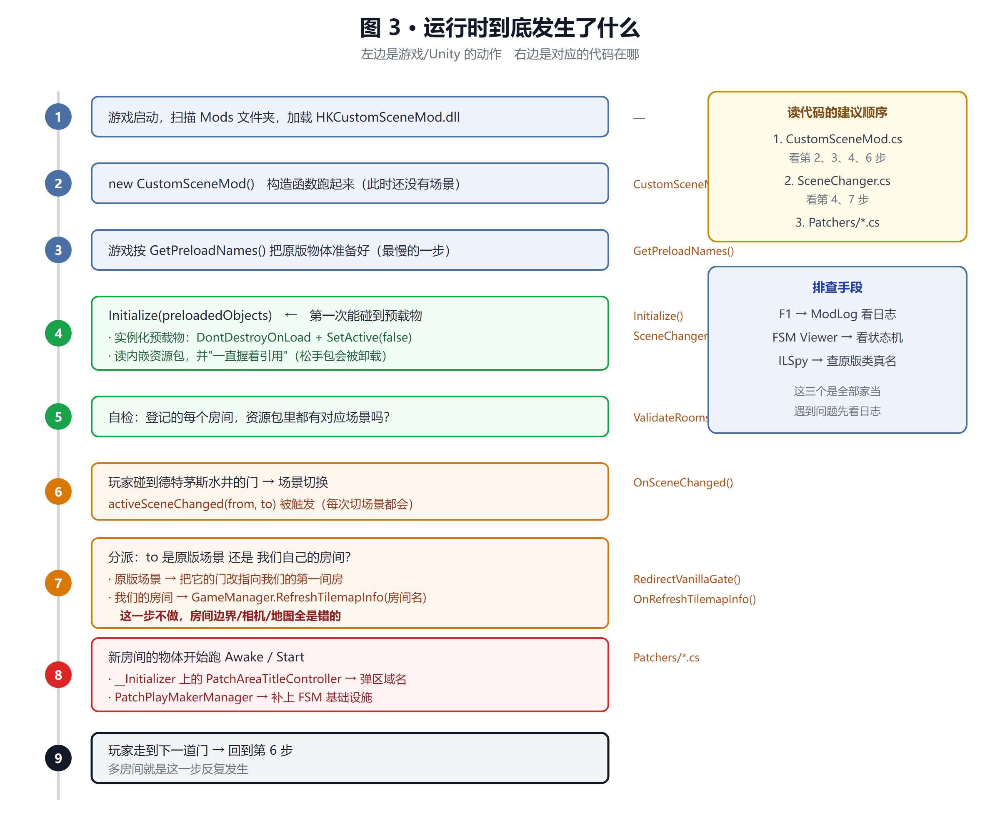 图 3 · 运行时到底发生了什么
左边是游戏/Unity 的动作　右边是对应的代码在哪
1
游戏启动，扫描 Mods 文件夹，加载 HKCustomSceneMod.dll
—
2
new CustomSceneMod()　构造函数跑起来（此时还没有场景）
CustomSceneM
3
游戏按 GetPreloadNames() 把原版物体准备好（最慢的一步）
GetPreloadNames()
4
Initialize(preloadedObjects)　←　第一次能碰到预载物
· 实例化预载物：DontDestroyOnLoad + SetActive(false)
· 读内嵌资源包，并"一直握着引用"（松手包会被卸载）
Initialize()
SceneChanger
5
自检：登记的每个房间，资源包里都有对应场景吗？
ValidateRooms
6
玩家碰到德特茅斯水井的门 → 场景切换
activeSceneChanged(from, to) 被触发（每次切场景都会）
OnSceneChanged()
7
分派：to 是原版场景 还是 我们自己的房间？
· 原版场景 → 把它的门改指向我们的第一间房
· 我们的房间 → GameManager.RefreshTilemapInfo(房间名)
这一步不做，房间边界/相机/地图全是错的
RedirectVanillaGate()
OnRefreshTilemapInfo()
8
新房间的物体开始跑 Awake / Start
· __Initializer 上的 PatchAreaTitleController → 弹区域名
· PatchPlayMakerManager → 补上 FSM 基础设施
Patchers/*.cs
9
玩家走到下一道门 → 回到第 6 步
多房间就是这一步反复发生
读代码的建议顺序
1. CustomSceneMod.cs
看第 2、3、4、6 步
2. SceneChanger.cs
看第 4、7 步
3. Patchers/*.cs
排查手段
F1 → ModLog 看日志
FSM Viewer → 看状态机
ILSpy → 查原版类真名
这三个是全部家当
遇到问题先看日志